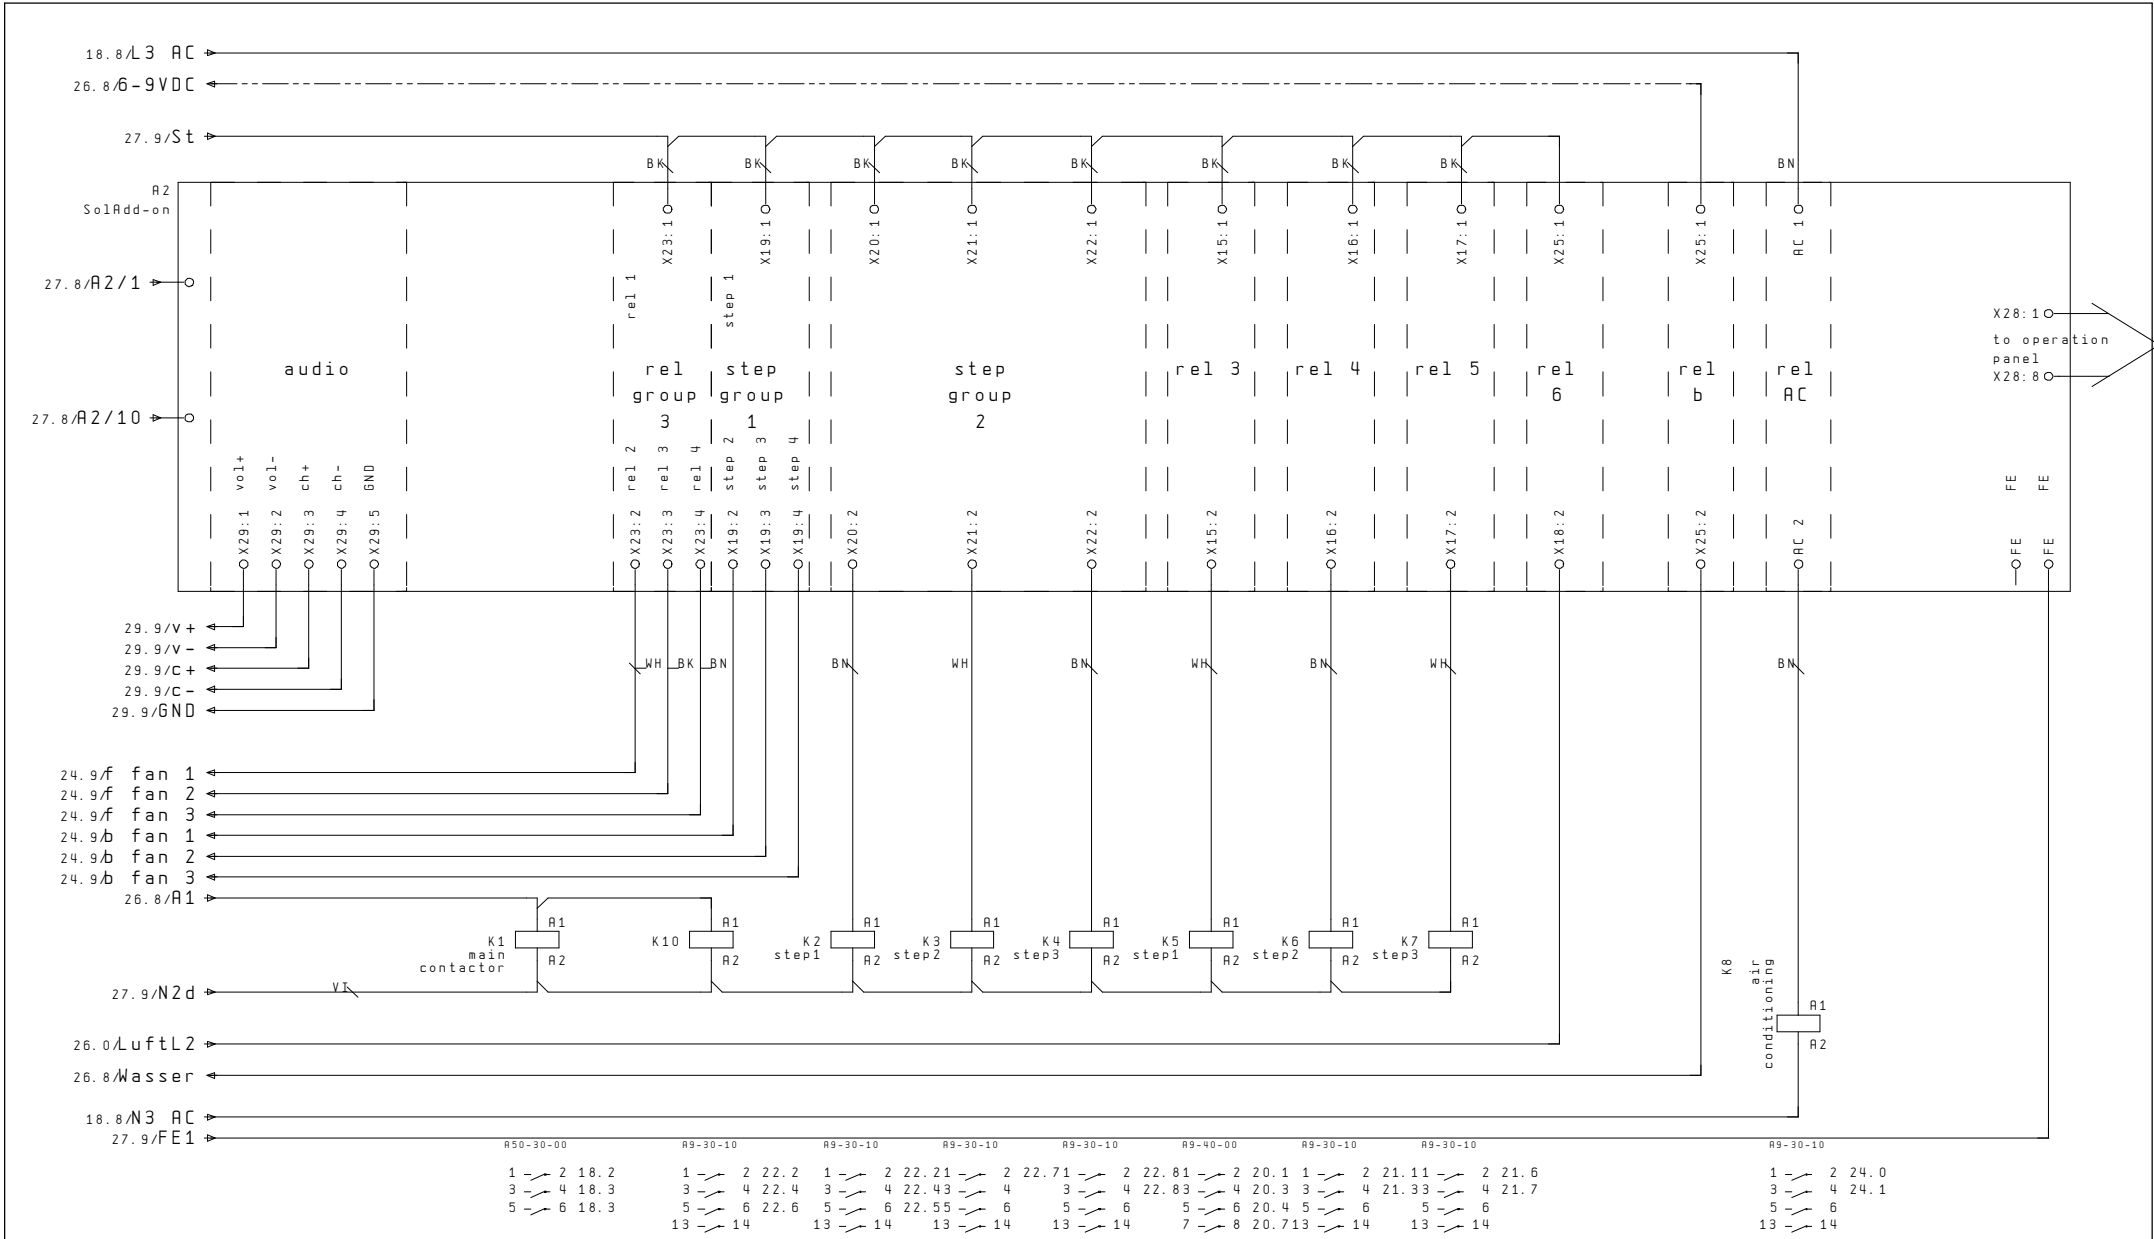 18.8/L3 AC
26.8/6-9VDC
27.9/St
BK BK BK BK BK BK BK BK BN
A2
SolAdd-on
X23:1 X19:1 X20:1 X21:1 X22:1 X15:1 X16:1 X17:1 X25:1 X25:1 AC 1
27.8/A2/1
rel 1 step 1
X28:1
to operation
panel
X28:8
audio
rel group 3
step group 1
step group 2
rel 3
rel 4
rel 5
rel 6
rel b
rel AC
27.8/A2/10
vol+ vol- ch+ ch- GND
rel 2 rel 3 rel 4 step 2 step 3 step 4
FE FE
X29:1 X29:2 X29:3 X29:4 X29:5 X23:2 X23:3 X23:4 X19:2 X19:3 X19:4 X20:2 X21:2 X22:2 X15:2 X16:2 X17:2 X18:2 X25:2 AC 2 FE FE
29.9/v+
29.9/v-
29.9/c+
29.9/c-
29.9/GND
WH BK BN BN WH BN WH BN WH BN
24.9/f fan 1
24.9/f fan 2
24.9/f fan 3
24.9/b fan 1
24.9/b fan 2
24.9/b fan 3
26.8/A1
A1 A1 A1 A1 A1 A1 A1 A1
K1 K10 K2 K3 K4 K5 K6 K7
main
contactor
step1 step2 step3 step1 step2 step3
A2 A2 A2 A2 A2 A2 A2 A2
K8
air
conditioning
A1
A2
27.9/N2d
VI
26.0/LuftL2
26.8/Wasser
18.8/N3 AC
27.9/FE1
A50-30-00 A9-30-10 A9-30-10 A9-30-10 A9-30-10 A9-40-00 A9-30-10 A9-30-10 A9-30-10
1 2 18.2 1 2 22.2 1 2 22.21 2 22.71 2 22.81 2 20.1 1 2 21.11 2 21.6 1 2 24.0
3 4 18.3 3 4 22.4 3 4 22.43 4 3 4 22.83 4 20.3 3 4 21.33 4 21.7 3 4 24.1
5 6 18.3 5 6 22.6 5 6 22.55 6 5 6 5 6 20.4 5 6 5 6 5 6
13 14 13 14 13 14 13 14 7 8 20.713 14 13 14 13 14